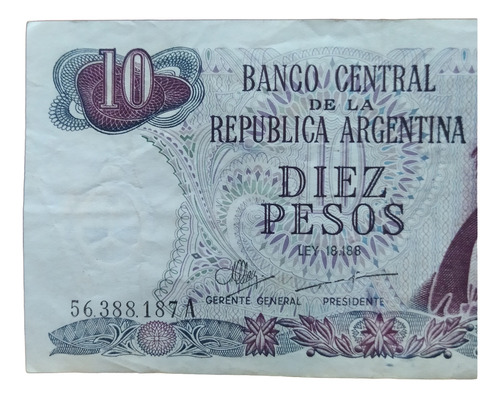 10
BANCO CENTRAL
DE LA
REPUBLICA ARGENTINA
DIEZ
PESOS
LEY 18.188
GERENTE GENERAL PRESIDENTE
56.388.187 A